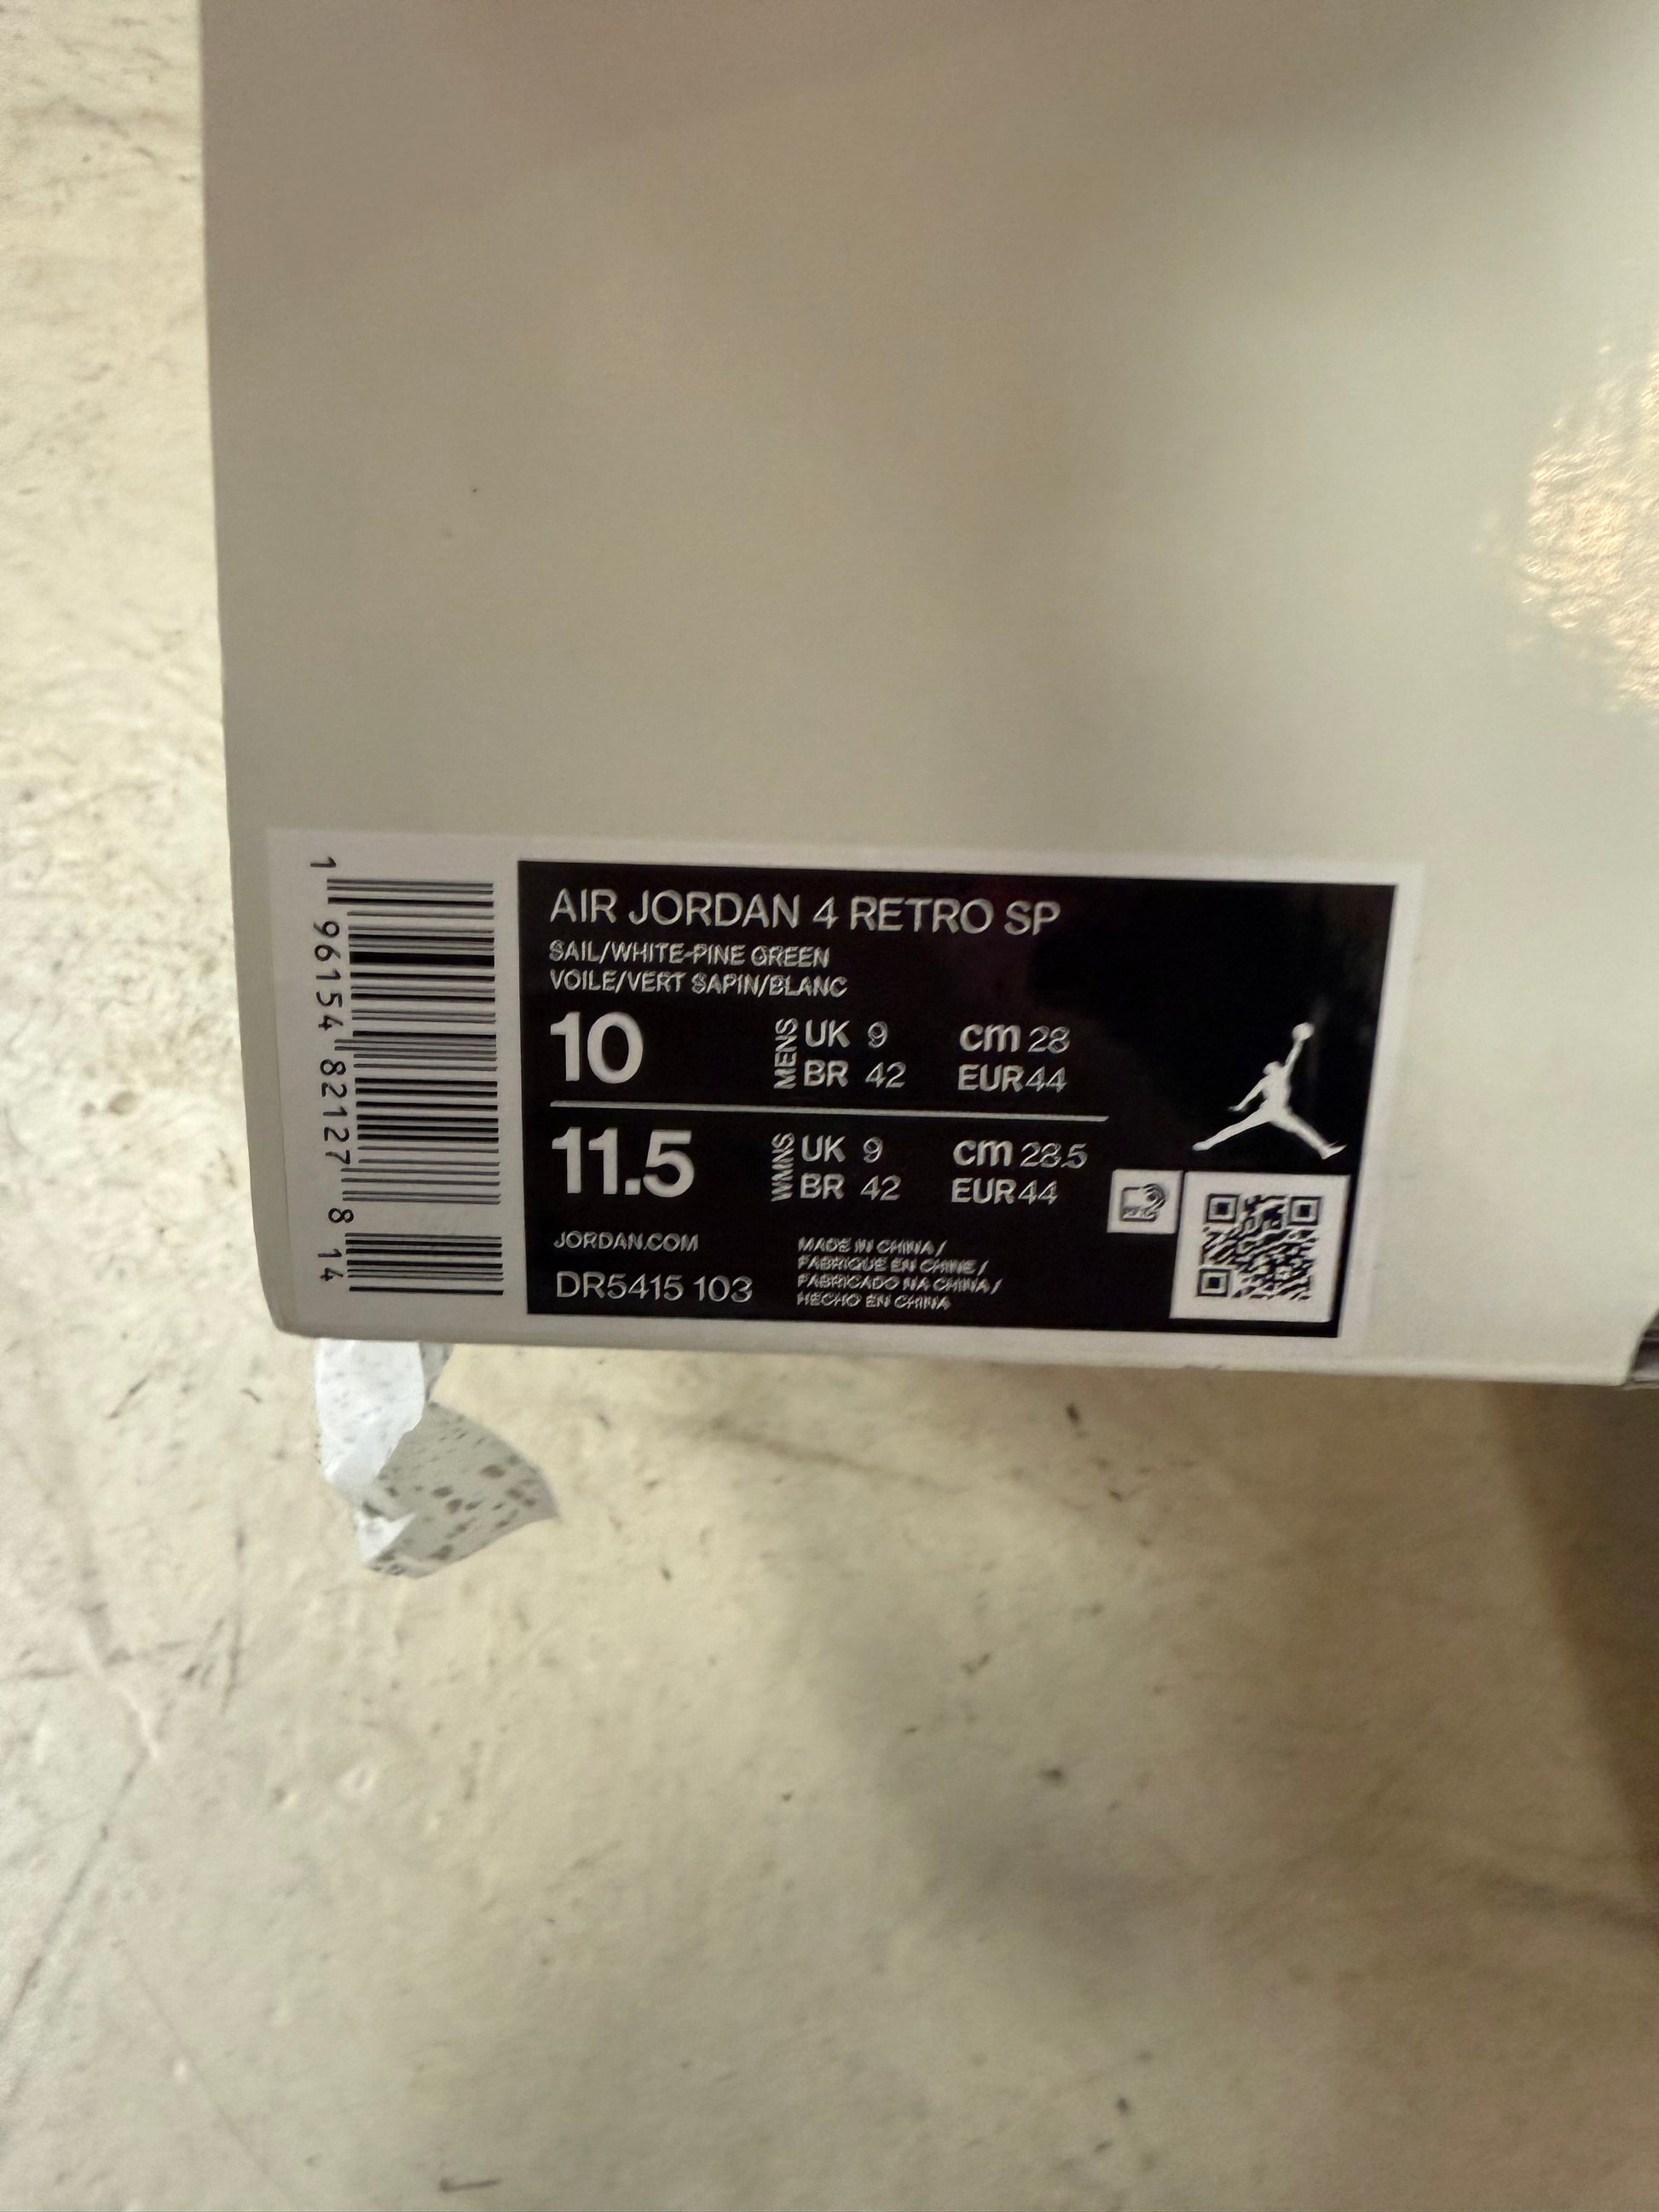 1 96154 82127 8 14
AIR JORDAN 4 RETRO SP
SAIL/WHITE-PINE GREEN
VOILE/VERT SAPIN/BLANC
10 MENS UK 9 cm 28
BR 42 EUR 44
11.5 WMNS UK 9 cm 28.5
BR 42 EUR 44
JORDAN.COM
DR5415 103
MADE IN CHINA /
FABRIQUE EN CHINE /
FABRICADO NA CHINA /
HECHO EN CHINA